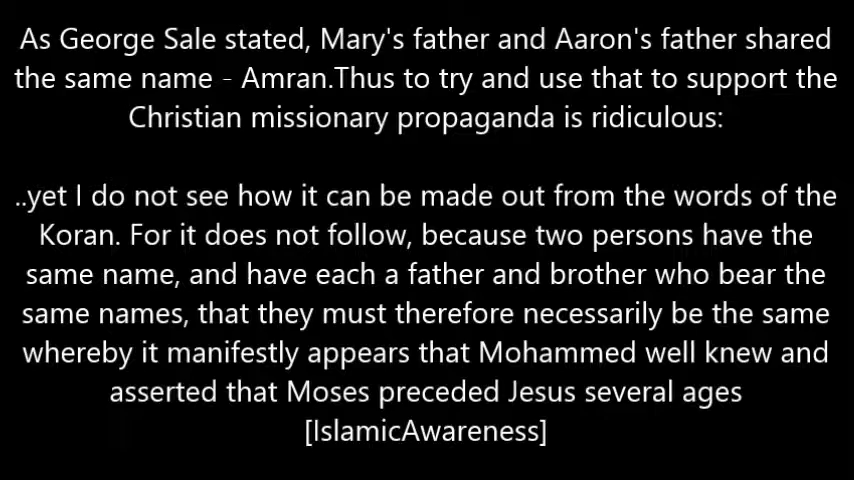 As George Sale stated, Mary's father and Aaron's father shared
the same name - Amran.Thus to try and use that to support the
Christian missionary propaganda is ridiculous:
..yet I do not see how it can be made out from the words of the
Koran. For it does not follow, because two persons have the
same name, and have each a father and brother who bear the
same names, that they must therefore necessarily be the same
whereby it manifestly appears that Mohammed well knew and
asserted that Moses preceded Jesus several ages
[IslamicAwareness]